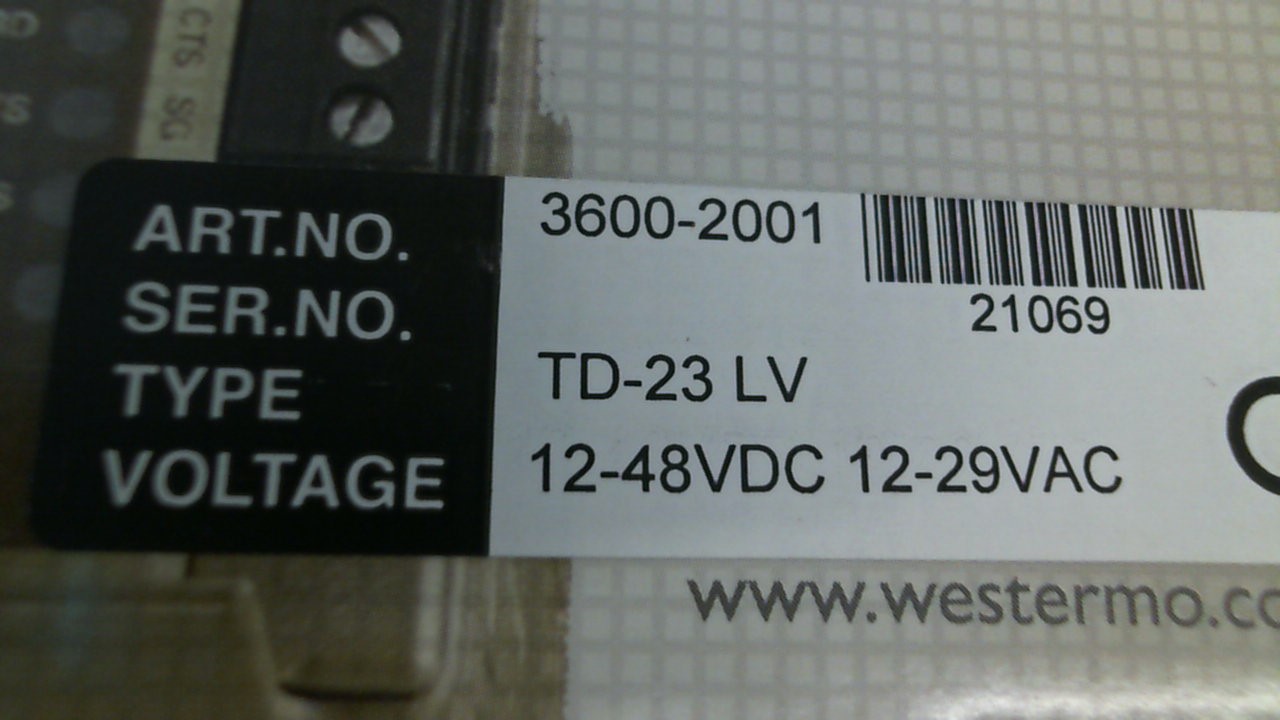 CTS SG
ART.NO. 3600-2001
SER.NO. 21069
TYPE TD-23 LV
VOLTAGE 12-48VDC 12-29VAC
www.westermo.co